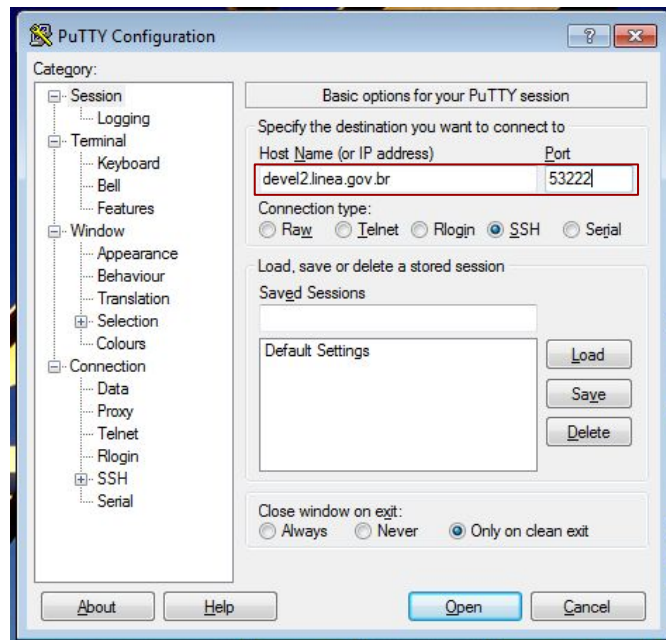 PuTTY Configuration
Category:
Session
Logging
Terminal
Keyboard
Bell
Features
Window
Appearance
Behaviour
Translation
Selection
Colours
Connection
Data
Proxy
Telnet
Rlogin
SSH
Serial
Basic options for your PuTTY session
Specify the destination you want to connect to
Host Name (or IP address) Port
devel2.linea.gov.br 53222
Connection type:
Raw Telnet Rlogin SSH Serial
Load, save or delete a stored session
Saved Sessions
Default Settings
Load
Save
Delete
Close window on exit:
Always Never Only on clean exit
About Help Open Cancel